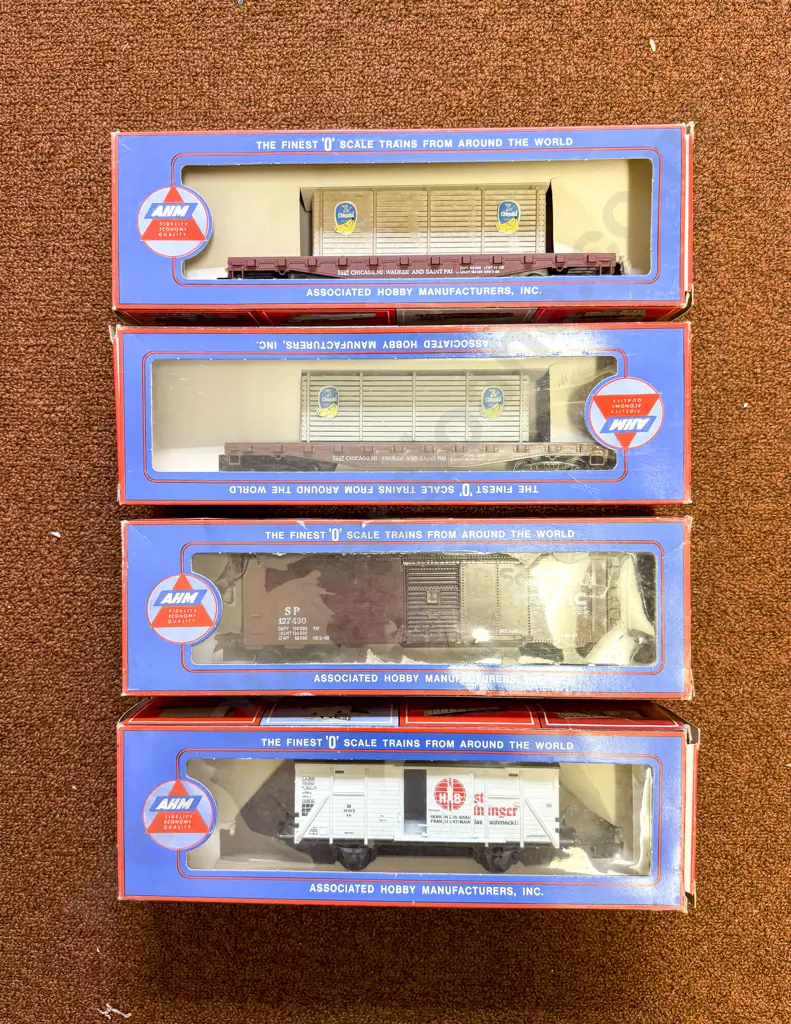 THE FINEST 'O' SCALE TRAINS FROM AROUND THE WORLD
AHM
FIDELITY
ECONOMY
QUALITY
Chiquita
Chiquita
CHICAGO MILWAUKEE AND SAINT PAUL
ASSOCIATED HOBBY MANUFACTURERS, INC.
ASSOCIATED HOBBY MANUFACTURERS, INC.
AHM
FIDELITY
ECONOMY
QUALITY
Chiquita
Chiquita
CHICAGO MILWAUKEE AND SAINT PAUL
THE FINEST 'O' SCALE TRAINS FROM AROUND THE WORLD
THE FINEST 'O' SCALE TRAINS FROM AROUND THE WORLD
AHM
FIDELITY
ECONOMY
QUALITY
SP
127430
ASSOCIATED HOBBY MANUFACTURERS, INC.
THE FINEST 'O' SCALE TRAINS FROM AROUND THE WORLD
AHM
FIDELITY
ECONOMY
QUALITY
HB
ASSOCIATED HOBBY MANUFACTURERS, INC.